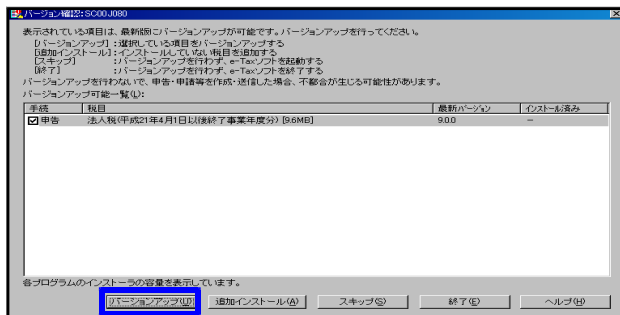 バージョン確認:SC00J080
表示されている項目は、最新版にバージョンアップが可能です。バージョンアップを行ってください。
[バージョンアップ]:選択している項目をバージョンアップする
[追加インストール]:インストールしていない税目を追加する
[スキップ] :バージョンアップを行わず、e-Taxソフトを起動する
[終了] :バージョンアップを行わず、e-Taxソフトを終了する
バージョンアップを行わないで、申告・申請等を作成・送信した場合、不都合が生じる可能性があります。
バージョンアップ可能一覧(L):
手続 税目 最新バージョン インストール済み
申告 法人税(平成21年4月1日以後終了事業年度分) [9.6MB] 9.0.0 －
各プログラムのインストーラの容量を表示しています。
バージョンアップ(U) 追加インストール(A) スキップ(S) 終了(E) ヘルプ(H)